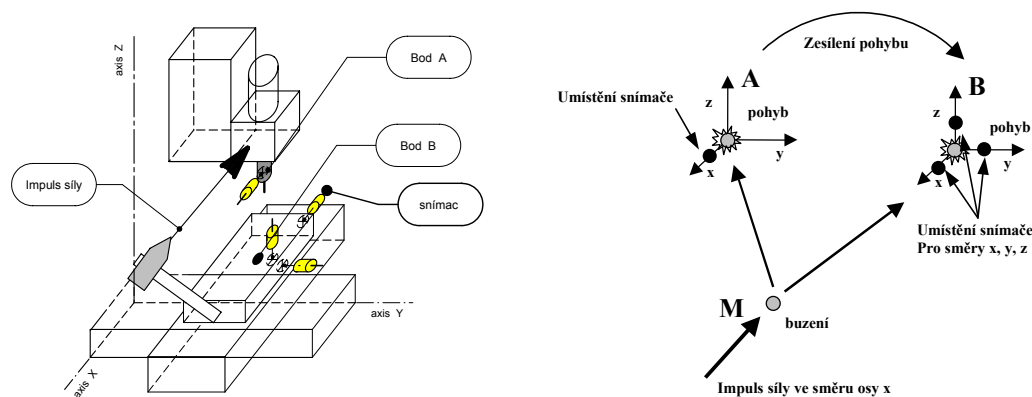 axis Z
Bod A
Bod B
Impuls síly
snímac
axis Y
axis X
Zesílení pohybu
A
B
Umístění snímače
z
pohyb
y
x
z
pohyb
y
x
Umístění snímače
Pro směry x, y, z
M
buzení
Impuls síly ve směru osy x